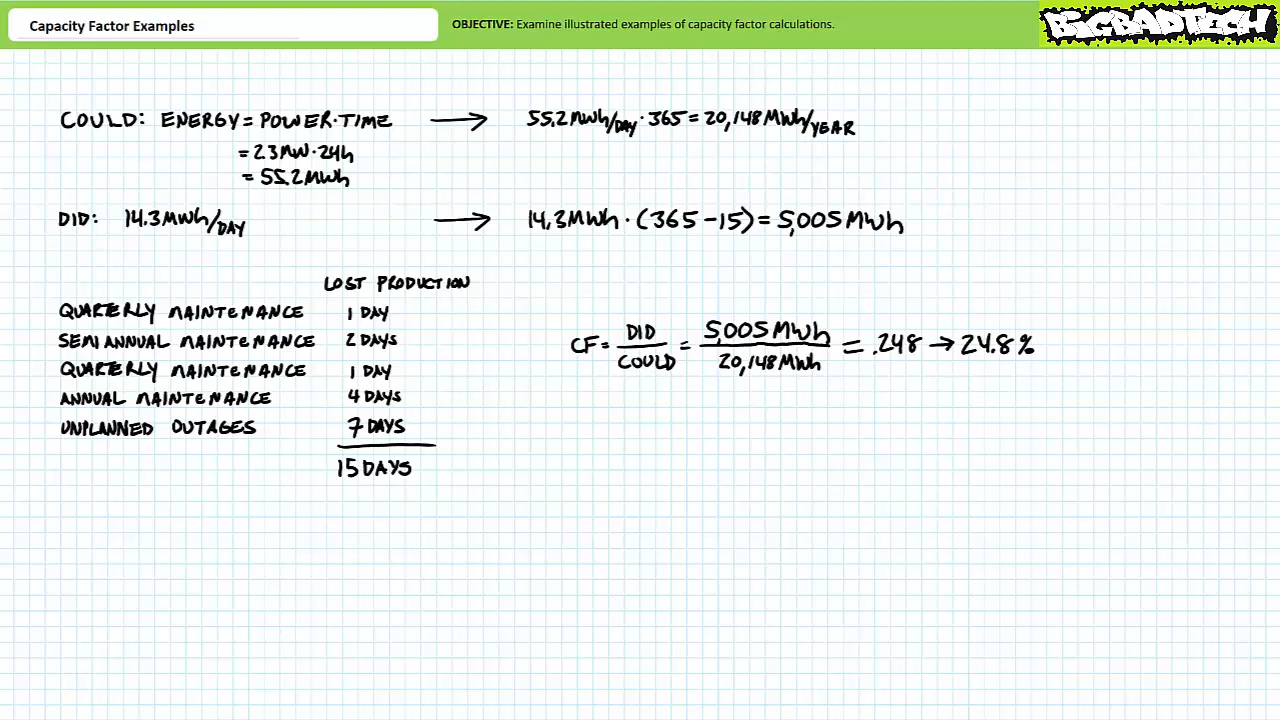 Capacity Factor Examples
OBJECTIVE: Examine illustrated examples of capacity factor calculations.
BIGBADTECH
COULD: ENERGY = POWER·TIME → 55.2MWh/DAY · 365 = 20,148MWh/YEAR
= 2.3MW·24h
= 55.2MWh
DID: 14.3MWh/DAY → 14.3MWh · (365-15) = 5,005MWh
LOST PRODUCTION
QUARTERLY MAINTENANCE 1 DAY
SEMIANNUAL MAINTENANCE 2 DAYS
QUARTERLY MAINTENANCE 1 DAY
ANNUAL MAINTENANCE 4 DAYS
UNPLANNED OUTAGES 7 DAYS
15 DAYS
CF = DID/COULD = 5,005MWh/20,148MWh = .248 → 24.8%